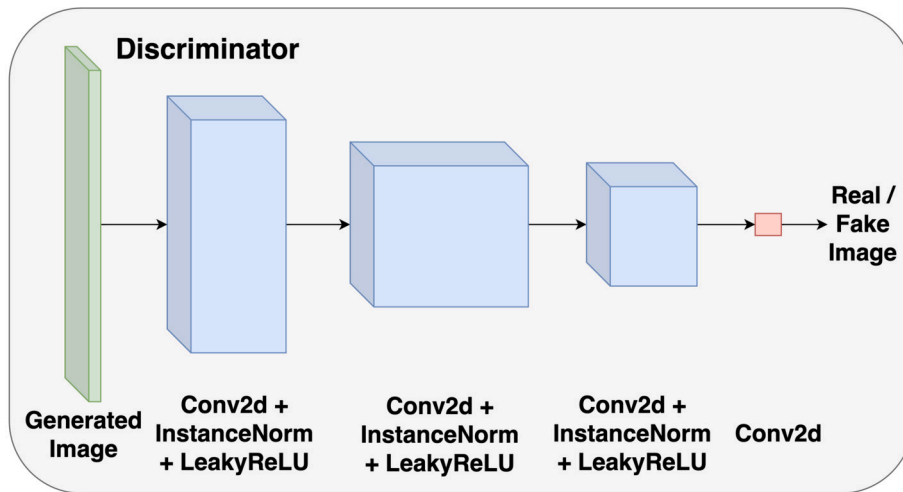 Discriminator
Real /
Fake
Image
Generated
Image
Conv2d +
InstanceNorm
+ LeakyReLU
Conv2d +
InstanceNorm
+ LeakyReLU
Conv2d +
InstanceNorm
+ LeakyReLU
Conv2d